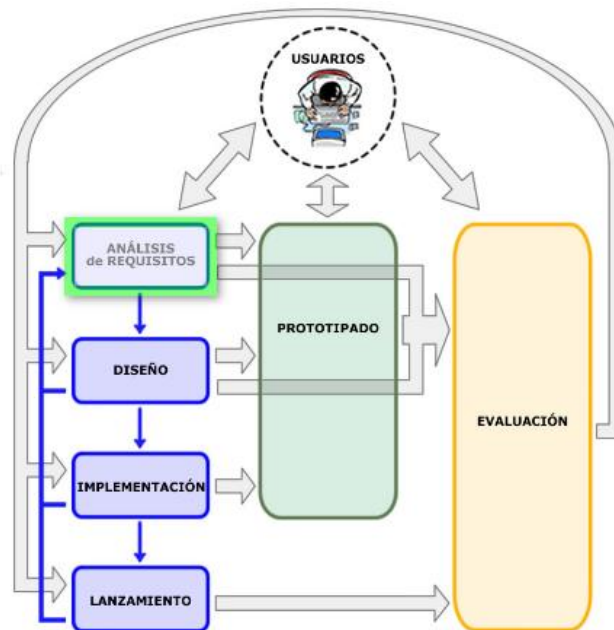 USUARIOS
ANÁLISIS
de REQUISITOS
PROTOTIPADO
DISEÑO
EVALUACIÓN
IMPLEMENTACIÓN
LANZAMIENTO